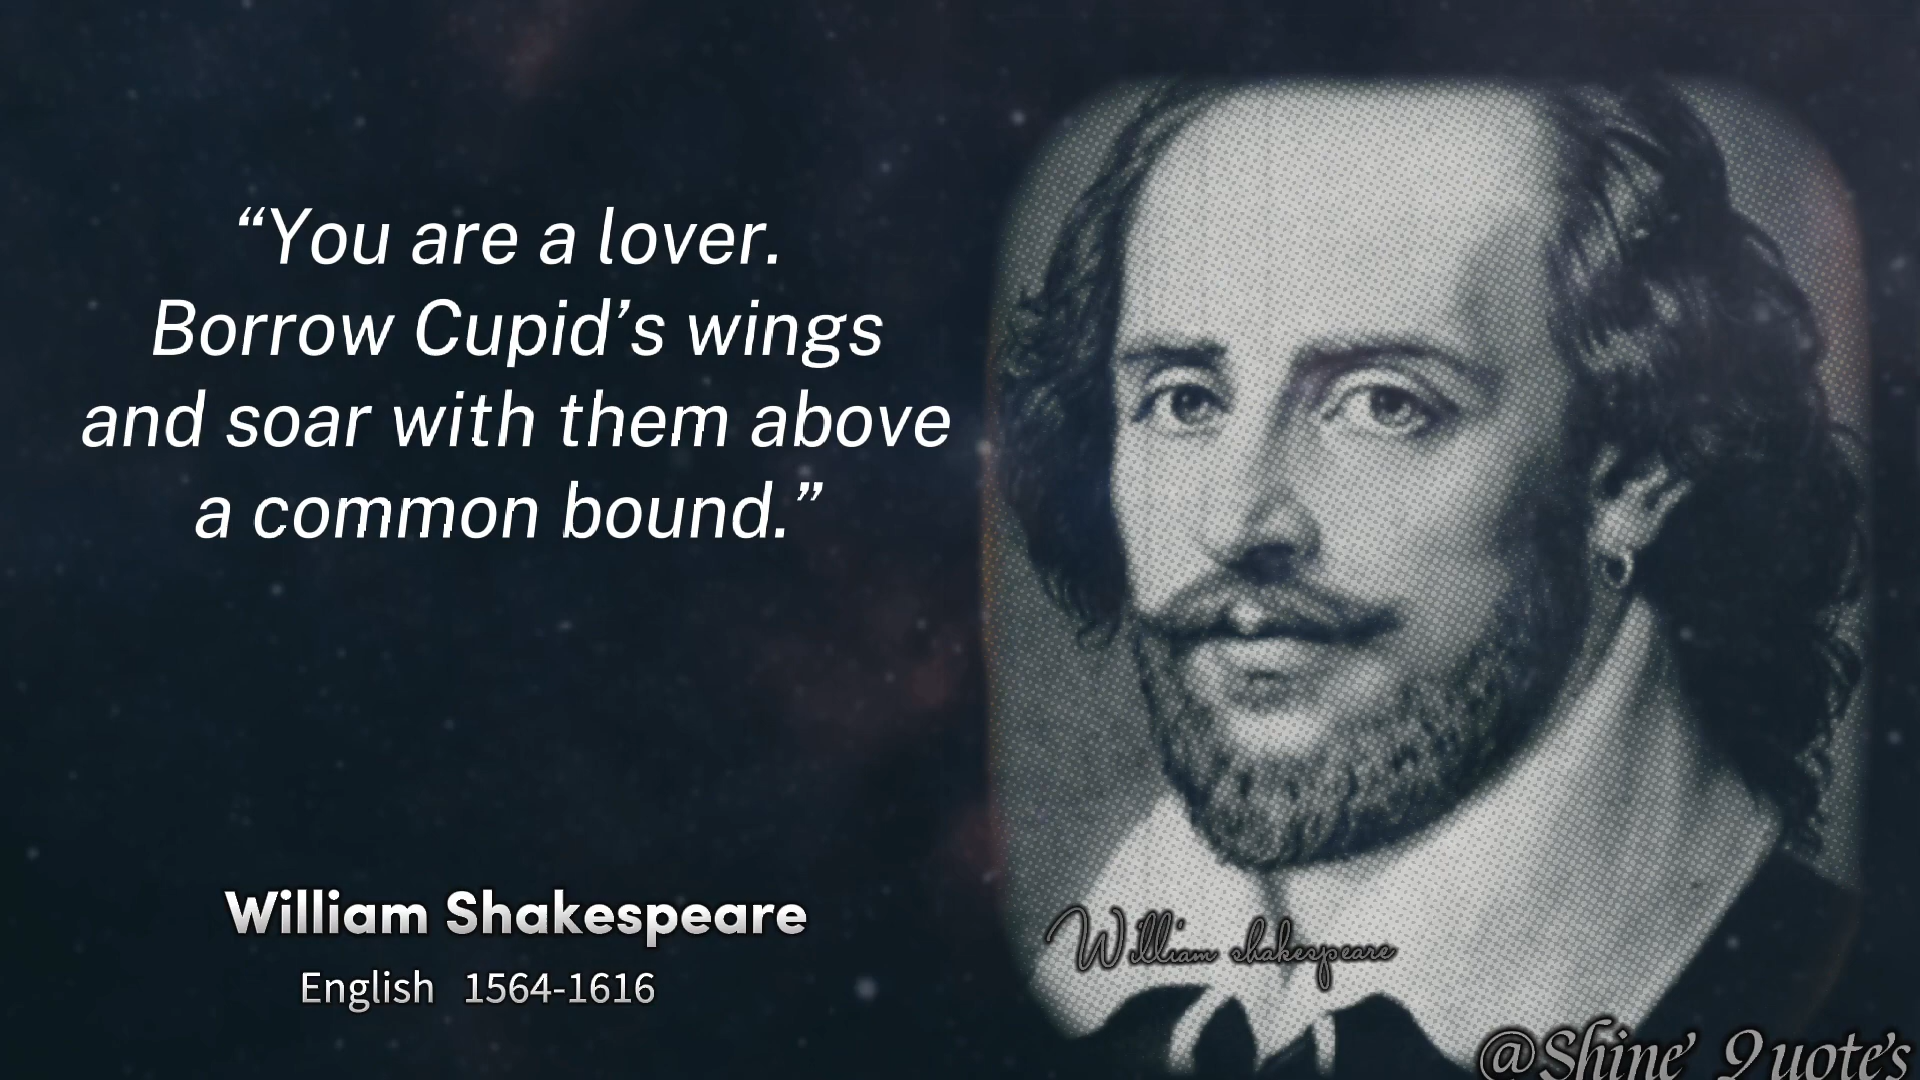 “You are a lover.
Borrow Cupid’s wings
and soar with them above
a common bound.”
William Shakespeare
English 1564-1616
William shakespeare
@Shine' 9uote's